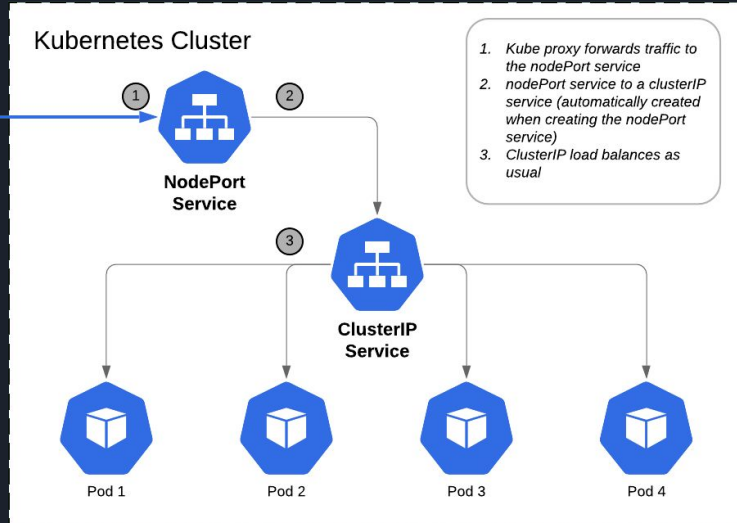 Kubernetes Cluster
1. Kube proxy forwards traffic to
the nodePort service
2. nodePort service to a clusterIP
service (automatically created
when creating the nodePort
service)
3. ClusterIP load balances as
usual
1
2
NodePort
Service
3
ClusterIP
Service
Pod 1
Pod 2
Pod 3
Pod 4